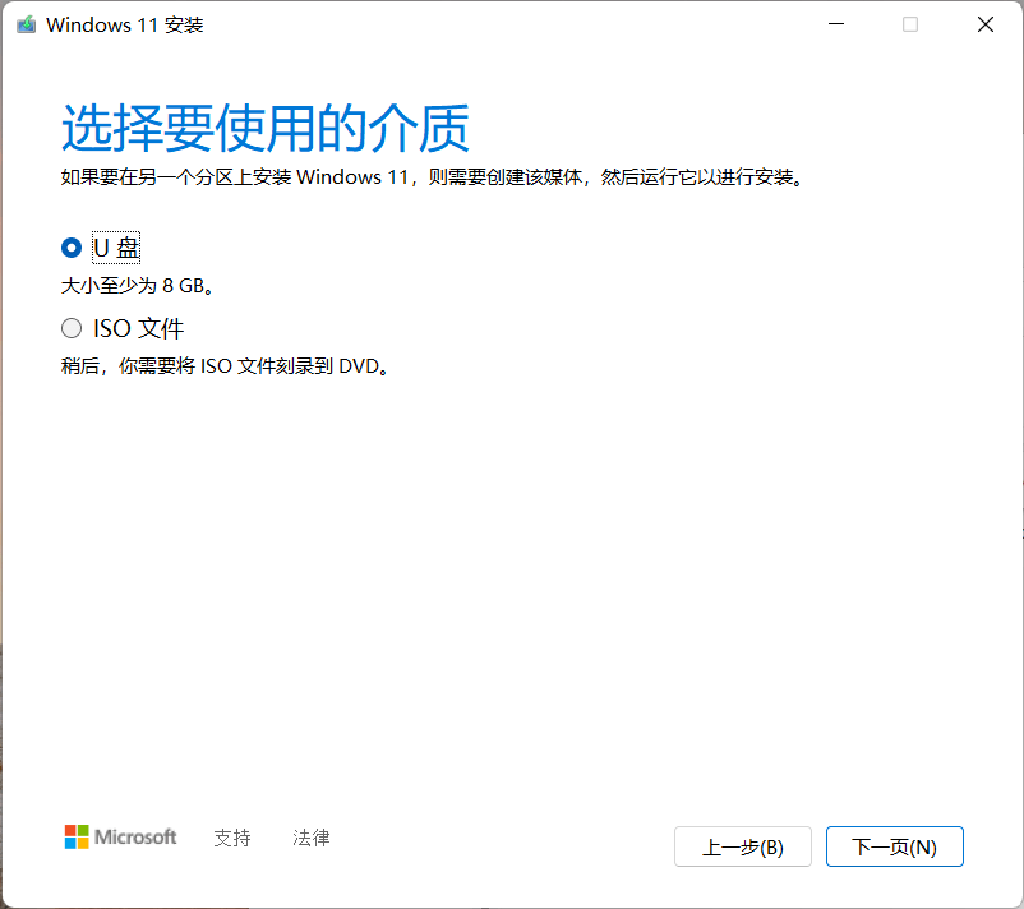 Windows 11 安装
选择要使用的介质
如果要在另一个分区上安装 Windows 11，则需要创建该媒体，然后运行它以进行安装。
U 盘
大小至少为 8 GB。
ISO 文件
稍后，你需要将 ISO 文件刻录到 DVD。
Microsoft 支持 法律 上一步(B) 下一页(N)